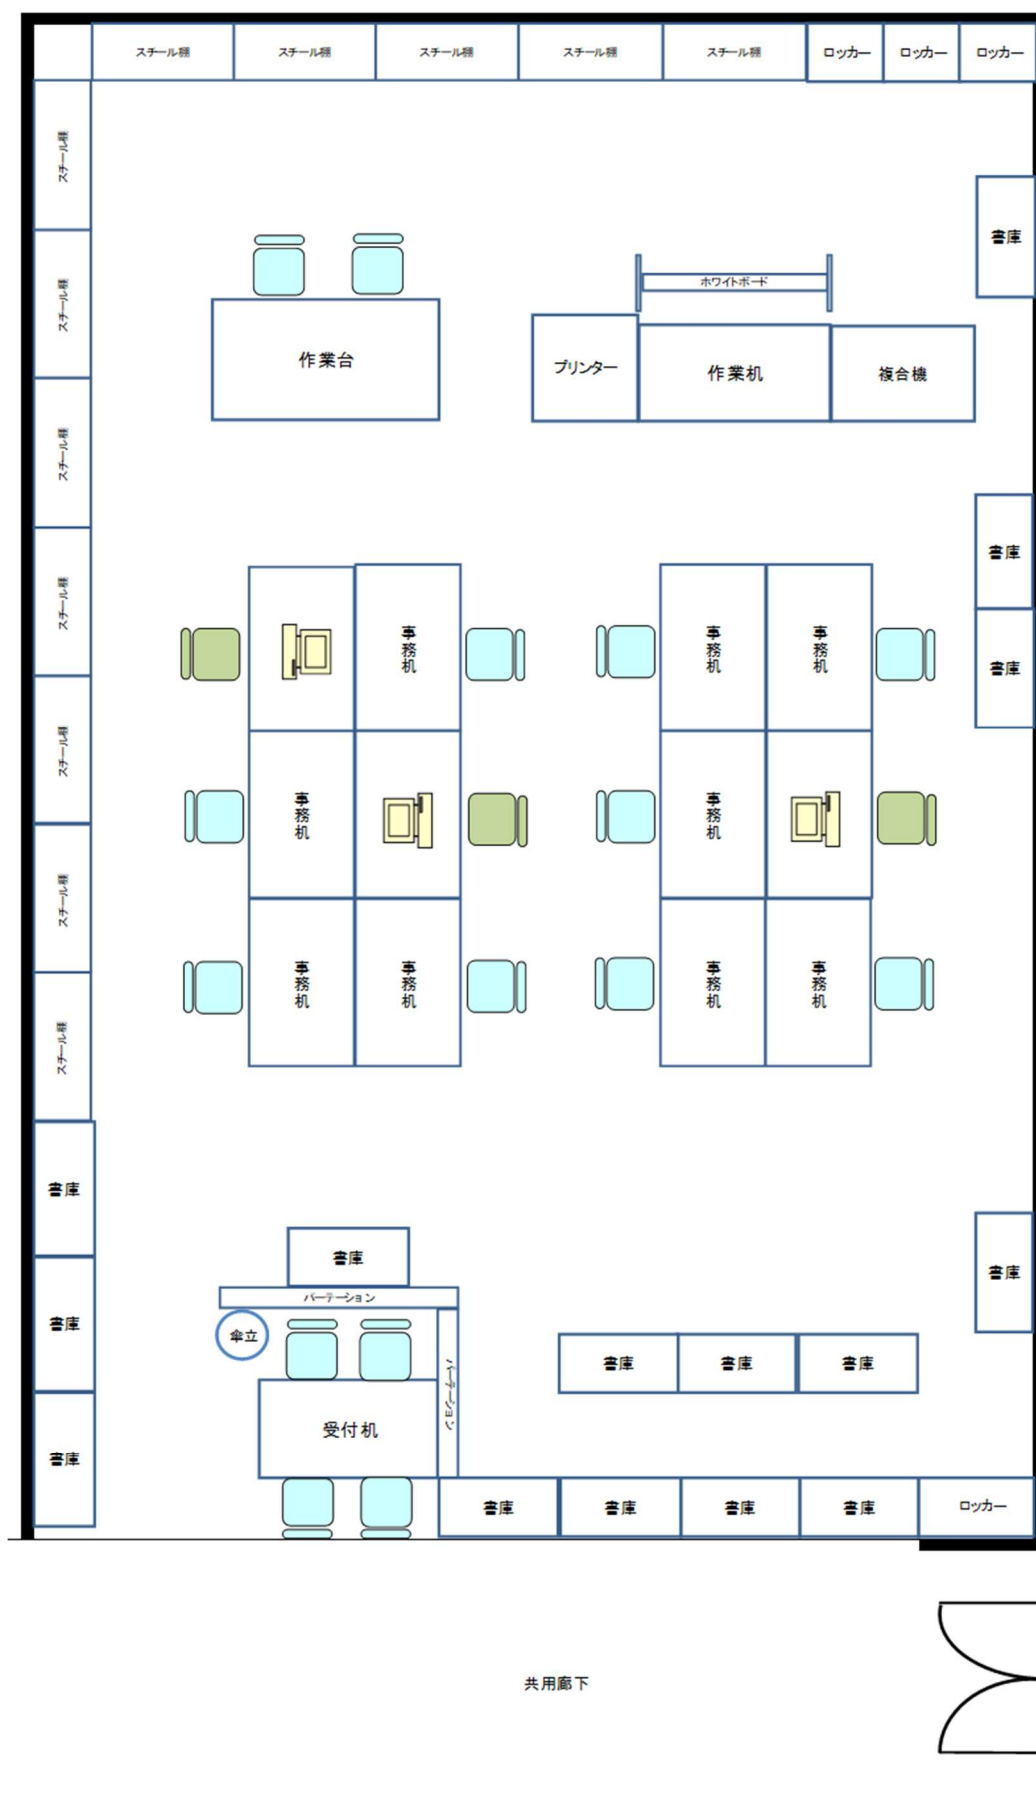 スチール棚
スチール棚
スチール棚
スチール棚
スチール棚
ロッカー
ロッカー
ロッカー
スチール棚
スチール棚
スチール棚
スチール棚
スチール棚
スチール棚
スチール棚
書庫
ホワイトボード
作業台
プリンター
作業机
複合機
書庫
書庫
事務机
事務机
事務机
事務机
事務机
事務机
事務机
事務机
事務机
書庫
書庫
書庫
書庫
パーテーション
傘立
パーテーション
受付机
書庫
書庫
書庫
書庫
書庫
書庫
書庫
書庫
ロッカー
共用廊下